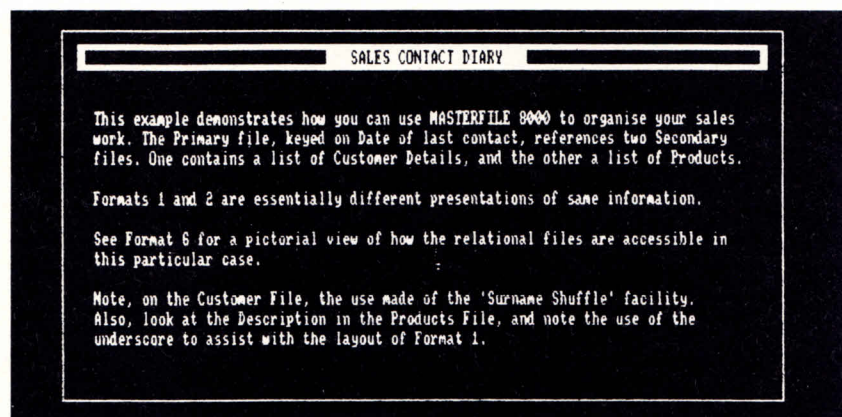 SALES CONTACT DIARY
This example demonstrates how you can use MASTERFILE 8000 to organise your sales
work. The Primary file, keyed on Date of last contact, references two Secondary
files. One contains a list of Customer Details, and the other a list of Products.
Formats 1 and 2 are essentially different presentations of same information.
See Format 6 for a pictorial view of how the relational files are accessible in
this particular case.
Note, on the Customer File, the use made of the 'Surname Shuffle' facility.
Also, look at the Description in the Products File, and note the use of the
underscore to assist with the layout of Format 1.